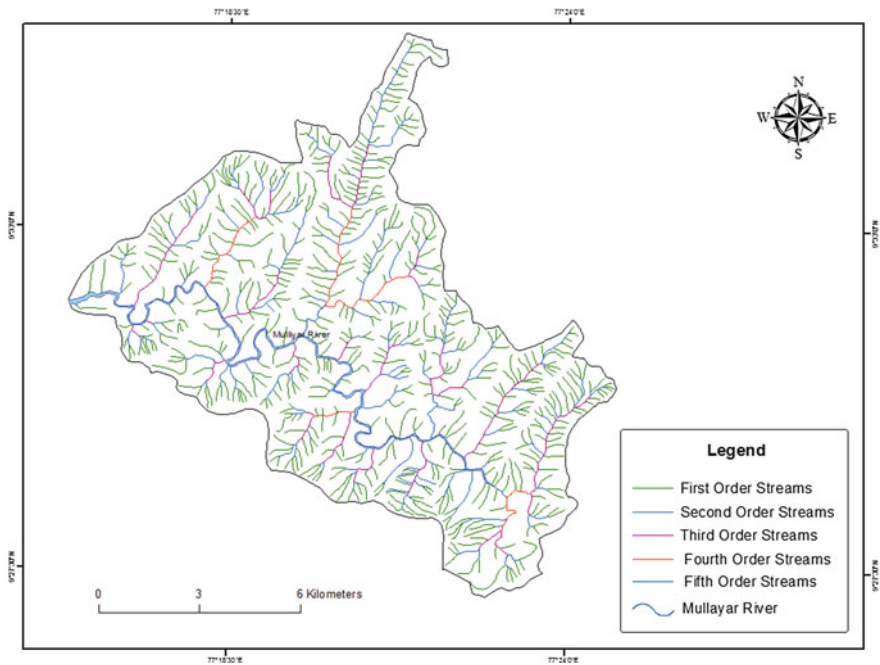 77°18'30"E 77°24'0"E
N
W E
S
Mullyar River
Legend
First Order Streams
Second Order Streams
Third Order Streams
Fourth Order Streams
Fifth Order Streams
Mullayar River
0 3 6 Kilometers
77°18'30"E 77°24'0"E